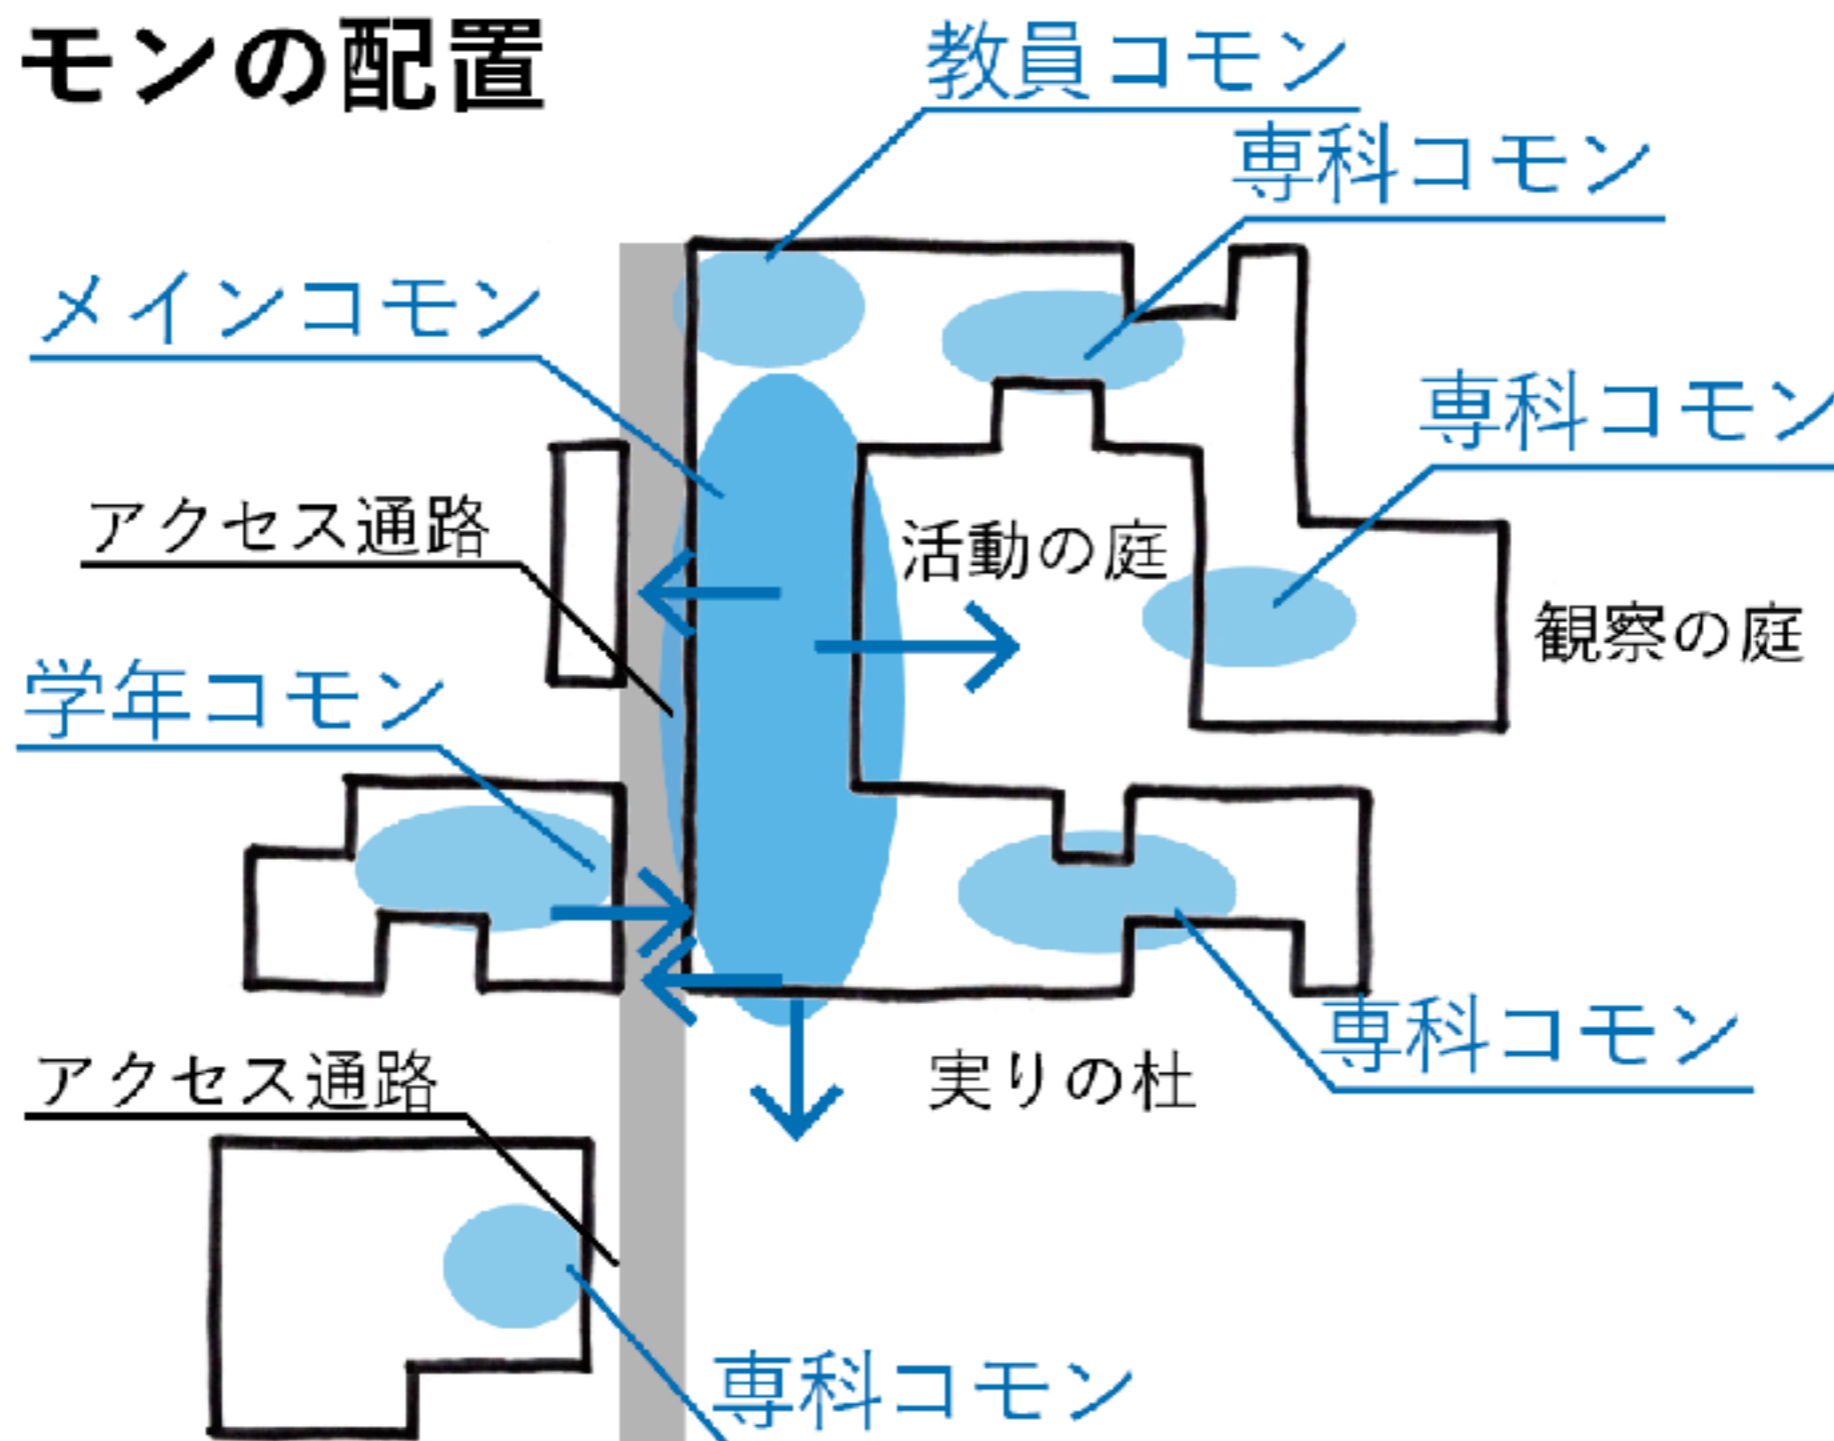 モンの配置
教員コモン
専科コモン
メインコモン
専科コモン
アクセス通路
活動の庭
観察の庭
学年コモン
専科コモン
アクセス通路
実りの杜
専科コモン